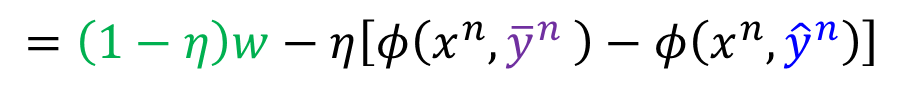 = (1 − η)w − η[ϕ(xⁿ, ȳⁿ ) − ϕ(xⁿ, ŷⁿ)]